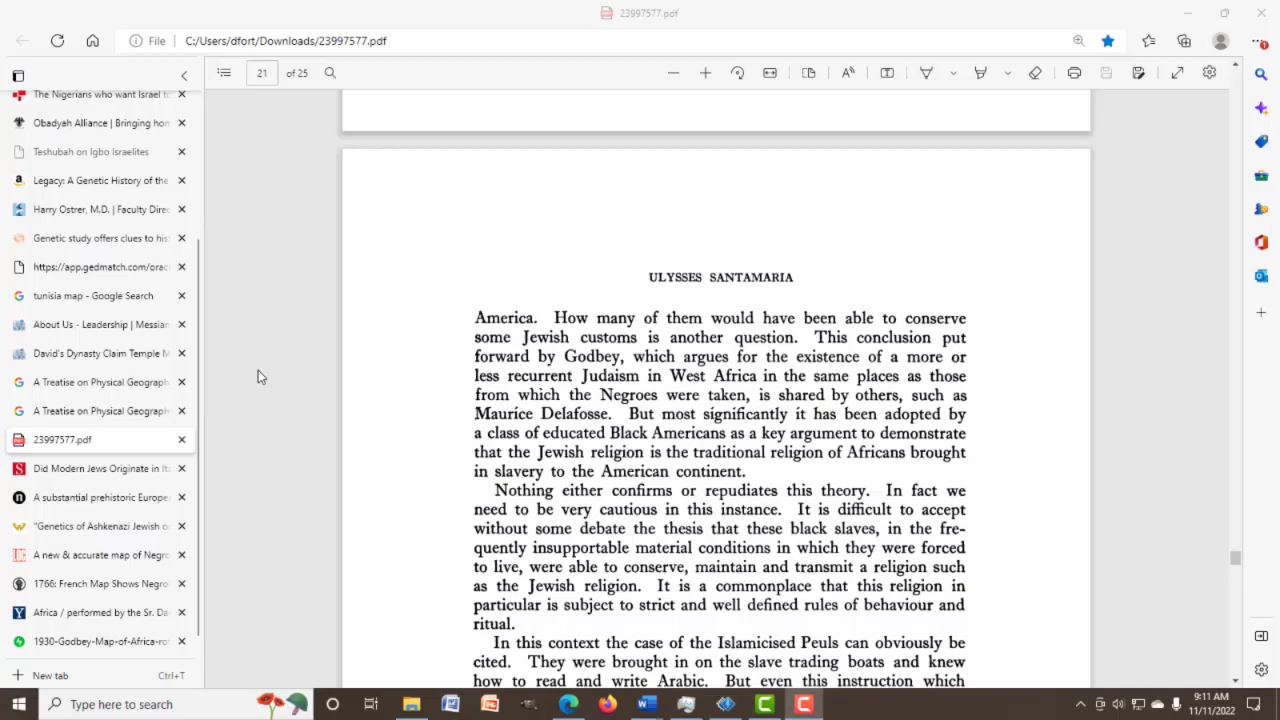 23997577.pdf
File
C:/Users/dfort/Downloads/23997577.pdf
21
of 25
The Nigerians who want Israel to
Obadyah Alliance | Bringing hon
Teshubah on Igbo Israelites
Legacy: A Genetic History of the
Harry Ostrer, M.D. | Faculty Direc
Genetic study offers clues to his
https://app.gedmatch.com/orac
tunisia map - Google Search
About Us - Leadership | Messian
David's Dynasty Claim Temple M
A Treatise on Physical Geograph
A Treatise on Physical Geograph
23997577.pdf
Did Modern Jews Originate in Ita
A substantial prehistoric Europe
"Genetics of Ashkenazi Jewish o
A new & accurate map of Negro
1766: French Map Shows Negro
Africa / performed by the Sr. Da
1930-Godbey-Map-of-Africa-ro
New tab
Ctrl+T
ULYSSES SANTAMARIA
America. How many of them would have been able to conserve
some Jewish customs is another question. This conclusion put
forward by Godbey, which argues for the existence of a more or
less recurrent Judaism in West Africa in the same places as those
from which the Negroes were taken, is shared by others, such as
Maurice Delafosse. But most significantly it has been adopted by
a class of educated Black Americans as a key argument to demonstrate
that the Jewish religion is the traditional religion of Africans brought
in slavery to the American continent.
Nothing either confirms or repudiates this theory. In fact we
need to be very cautious in this instance. It is difficult to accept
without some debate the thesis that these black slaves, in the fre-
quently insupportable material conditions in which they were forced
to live, were able to conserve, maintain and transmit a religion such
as the Jewish religion. It is a commonplace that this religion in
particular is subject to strict and well defined rules of behaviour and
ritual.
In this context the case of the Islamicised Peuls can obviously be
cited. They were brought in on the slave trading boats and knew
how to read and write Arabic. But even this instruction which
Type here to search
9:11 AM
11/11/2022